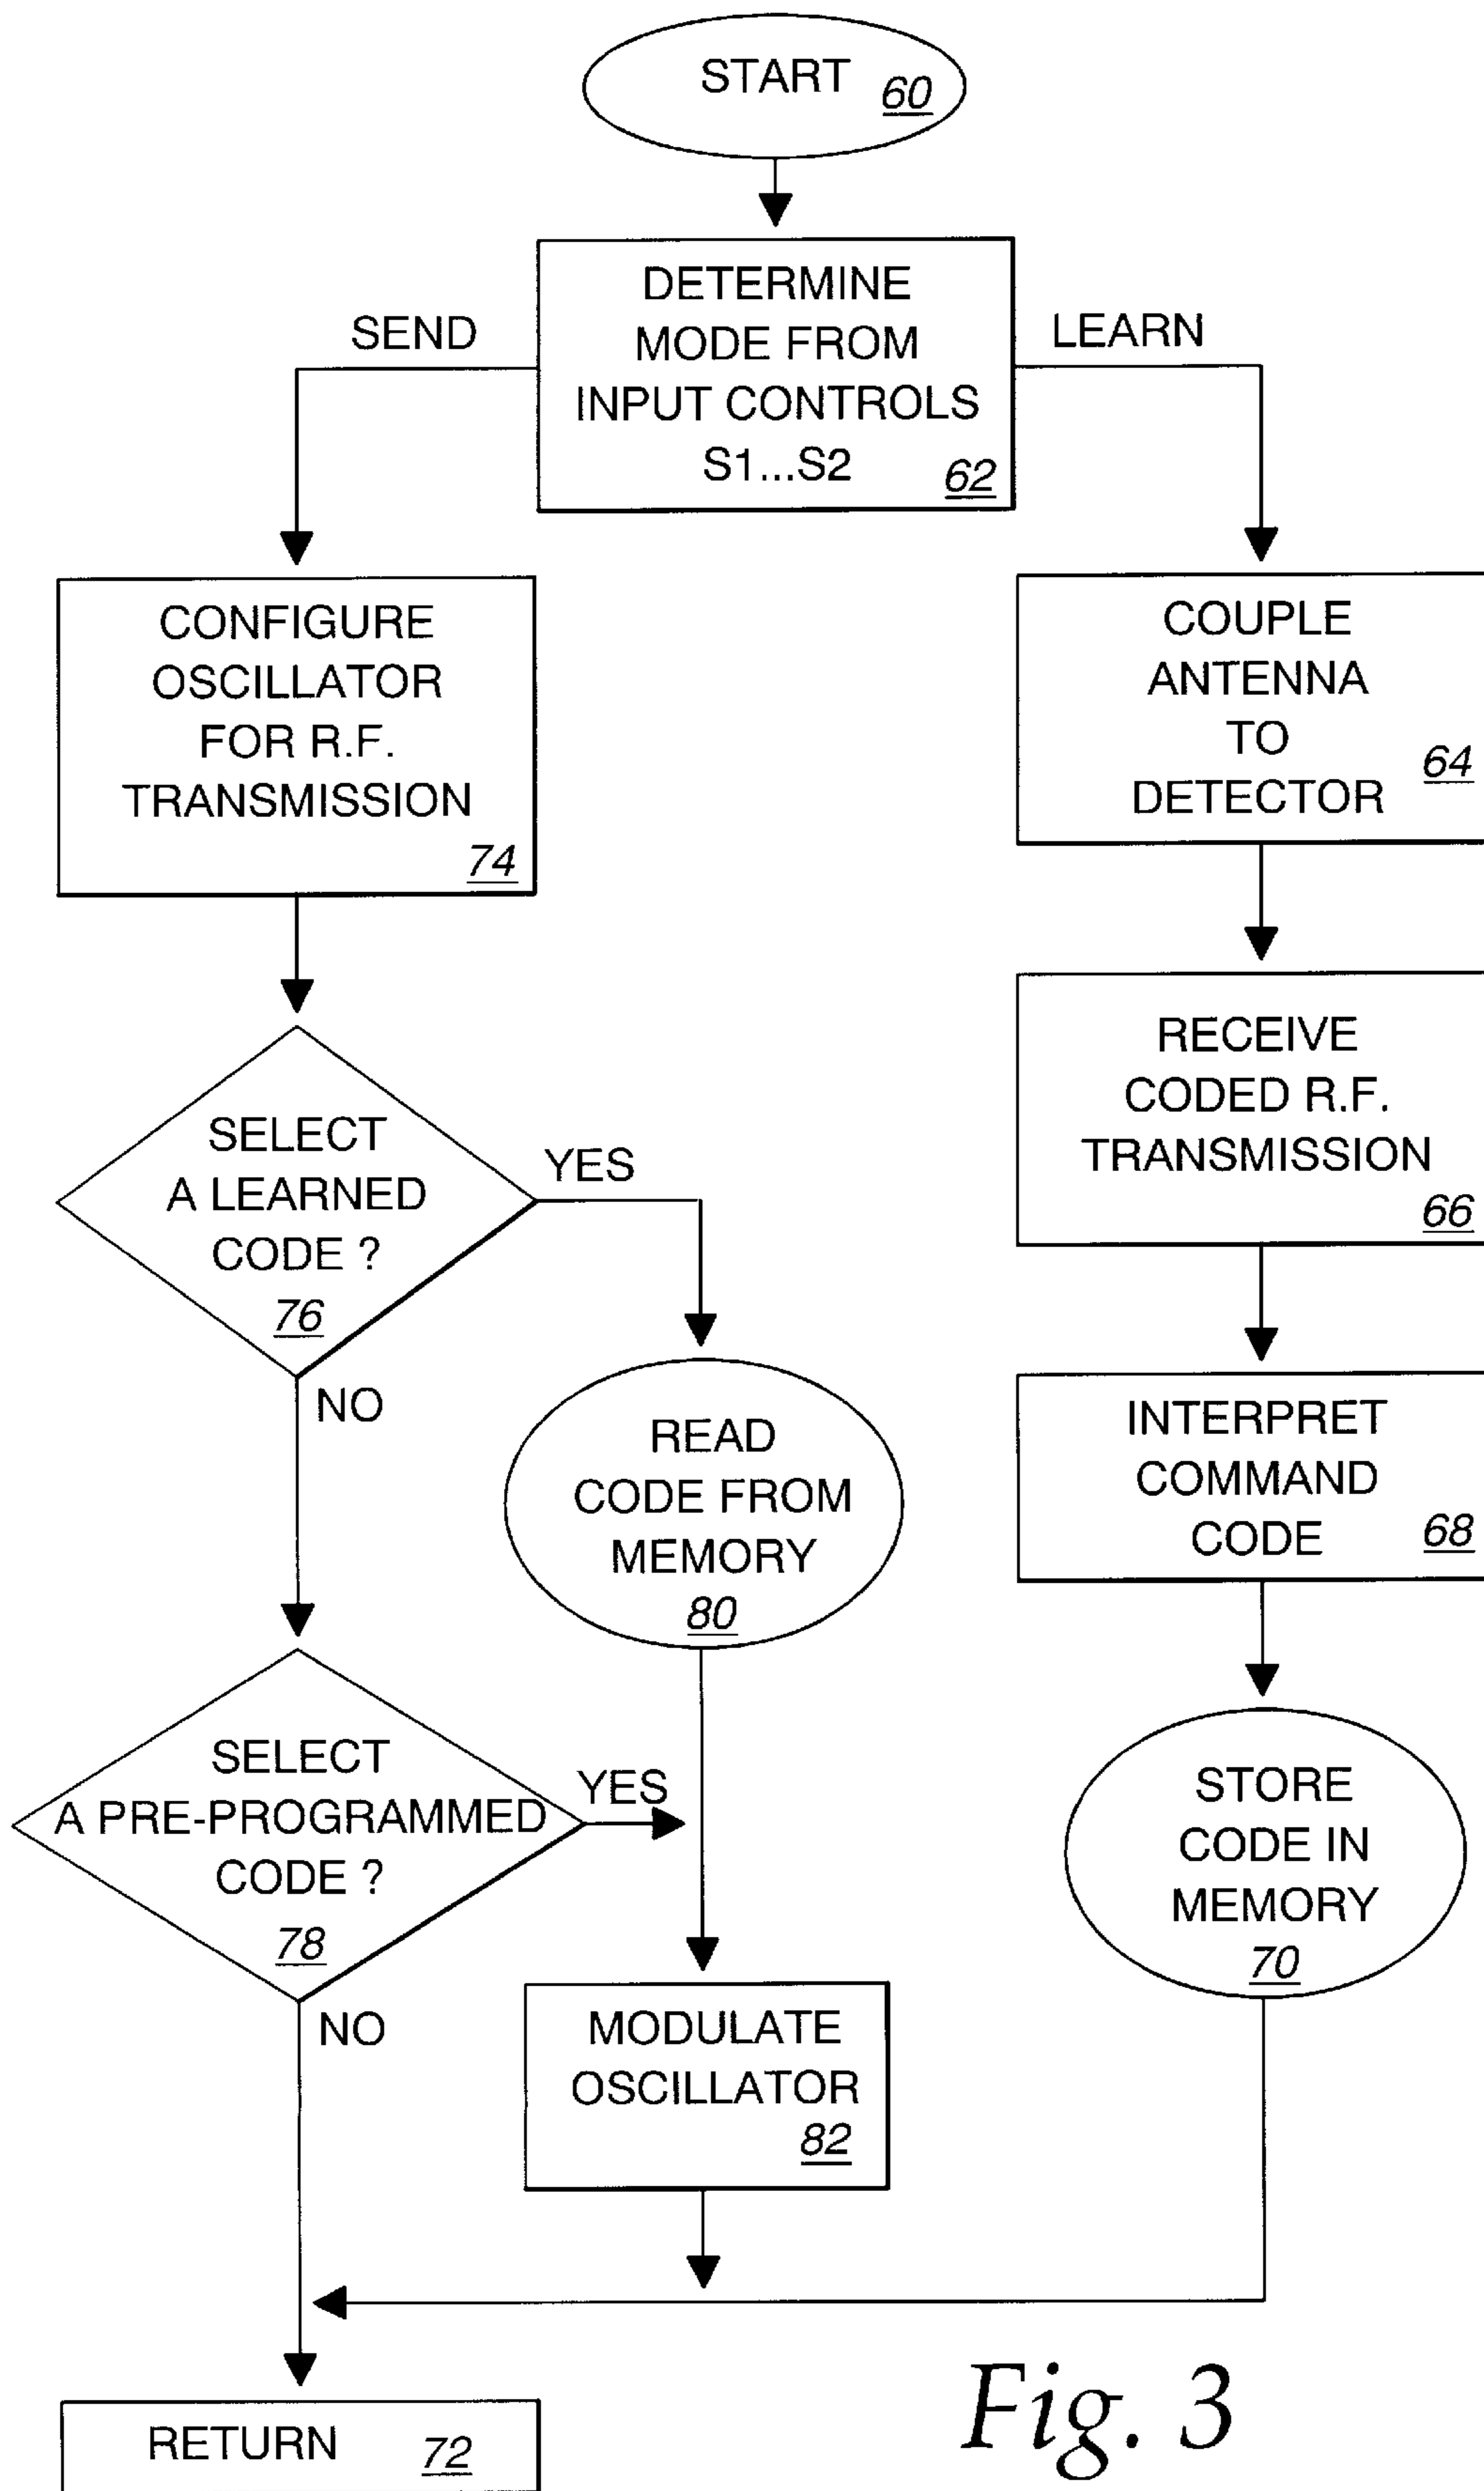 START 60
DETERMINE
MODE FROM
INPUT CONTROLS
S1...S2 62
SEND
LEARN
CONFIGURE
OSCILLATOR
FOR R.F.
TRANSMISSION
74
COUPLE
ANTENNA
TO
DETECTOR
64
SELECT
A LEARNED
CODE ?
76
YES
NO
RECEIVE
CODED R.F.
TRANSMISSION
66
READ
CODE FROM
MEMORY
80
INTERPRET
COMMAND
CODE
68
SELECT
A PRE-PROGRAMMED
CODE ?
78
YES
NO
STORE
CODE IN
MEMORY
70
MODULATE
OSCILLATOR
82
RETURN 72
Fig. 3